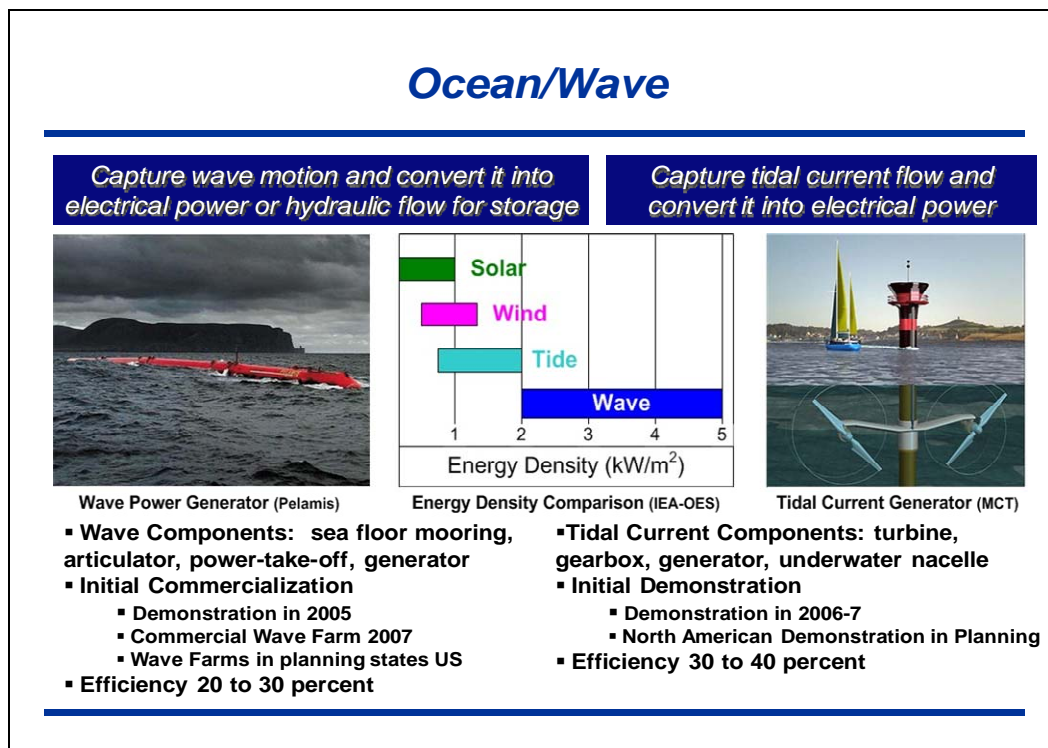 Ocean/Wave
Capture wave motion and convert it into
electrical power or hydraulic flow for storage
Capture tidal current flow and
convert it into electrical power
Solar
Wind
Tide
Wave
1 2 3 4 5
Energy Density (kW/m²)
Wave Power Generator (Pelamis)
Energy Density Comparison (IEA-OES)
Tidal Current Generator (MCT)
▪ Wave Components: sea floor mooring,
articulator, power-take-off, generator
▪ Initial Commercialization
▪ Demonstration in 2005
▪ Commercial Wave Farm 2007
▪ Wave Farms in planning states US
▪ Efficiency 20 to 30 percent
▪Tidal Current Components: turbine,
gearbox, generator, underwater nacelle
▪ Initial Demonstration
▪ Demonstration in 2006-7
▪ North American Demonstration in Planning
▪ Efficiency 30 to 40 percent